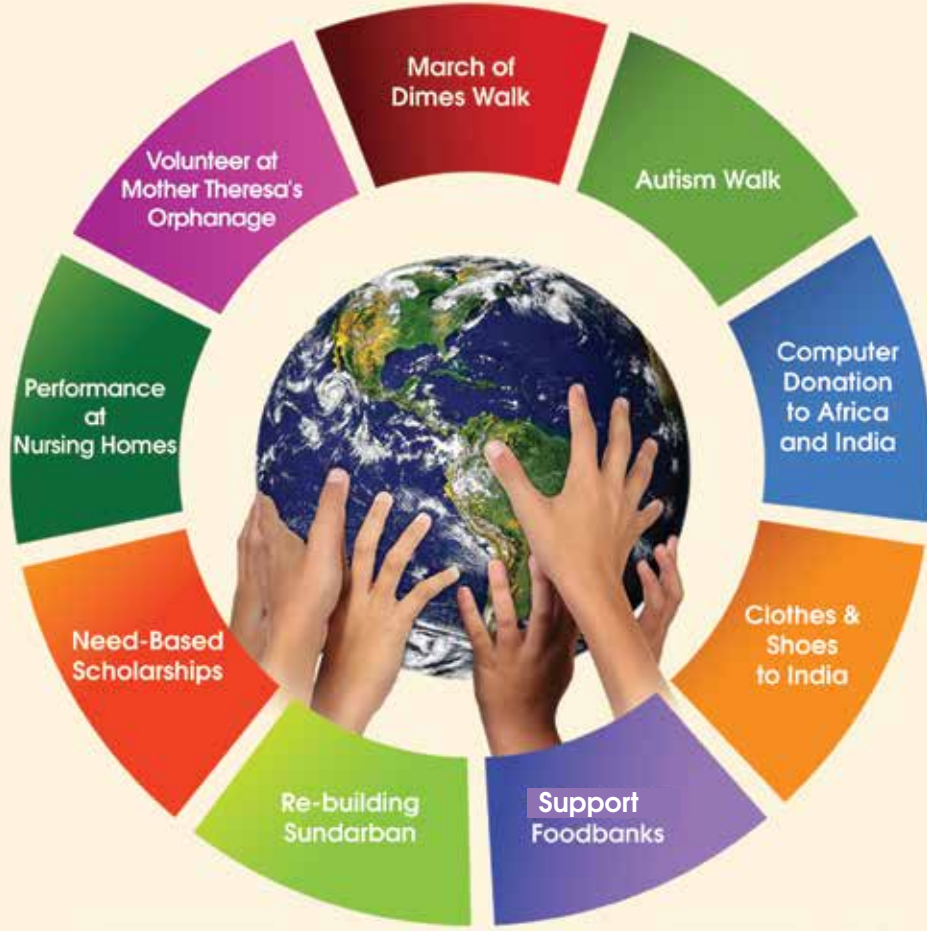 March of
Dimes Walk
Autism Walk
Computer
Donation
to Africa
and India
Clothes &
Shoes
to India
Support
Foodbanks
Re-building
Sundarban
Need-Based
Scholarships
Performance
at
Nursing Homes
Volunteer at
Mother Theresa's
Orphanage